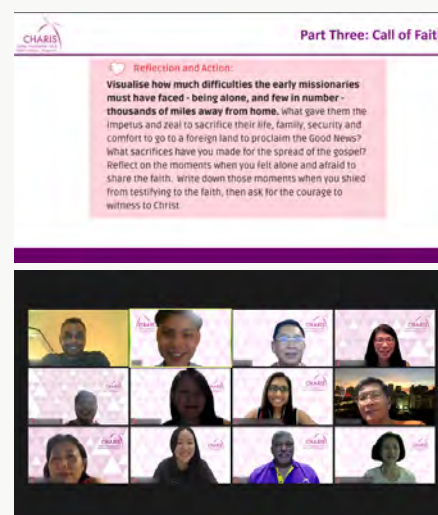 CHARIS
Part Three: Call of Fait
Reflection and Action:
Visualise how much difficulties the early missionaries
must have faced - being alone, and few in number -
thousands of miles away from home. What gave them the
impetus and zeal to sacrifice their life, family, security and
comfort to go to a foreign land to proclaim the Good News?
What sacrifices have you made for the spread of the gospel?
Reflect on the moments when you felt alone and afraid to
share the faith. Write down those moments when you shied
from testifying to the faith, then ask for the courage to
witness to Christ
CHARIS
CHARIS
CHARIS
CHARIS